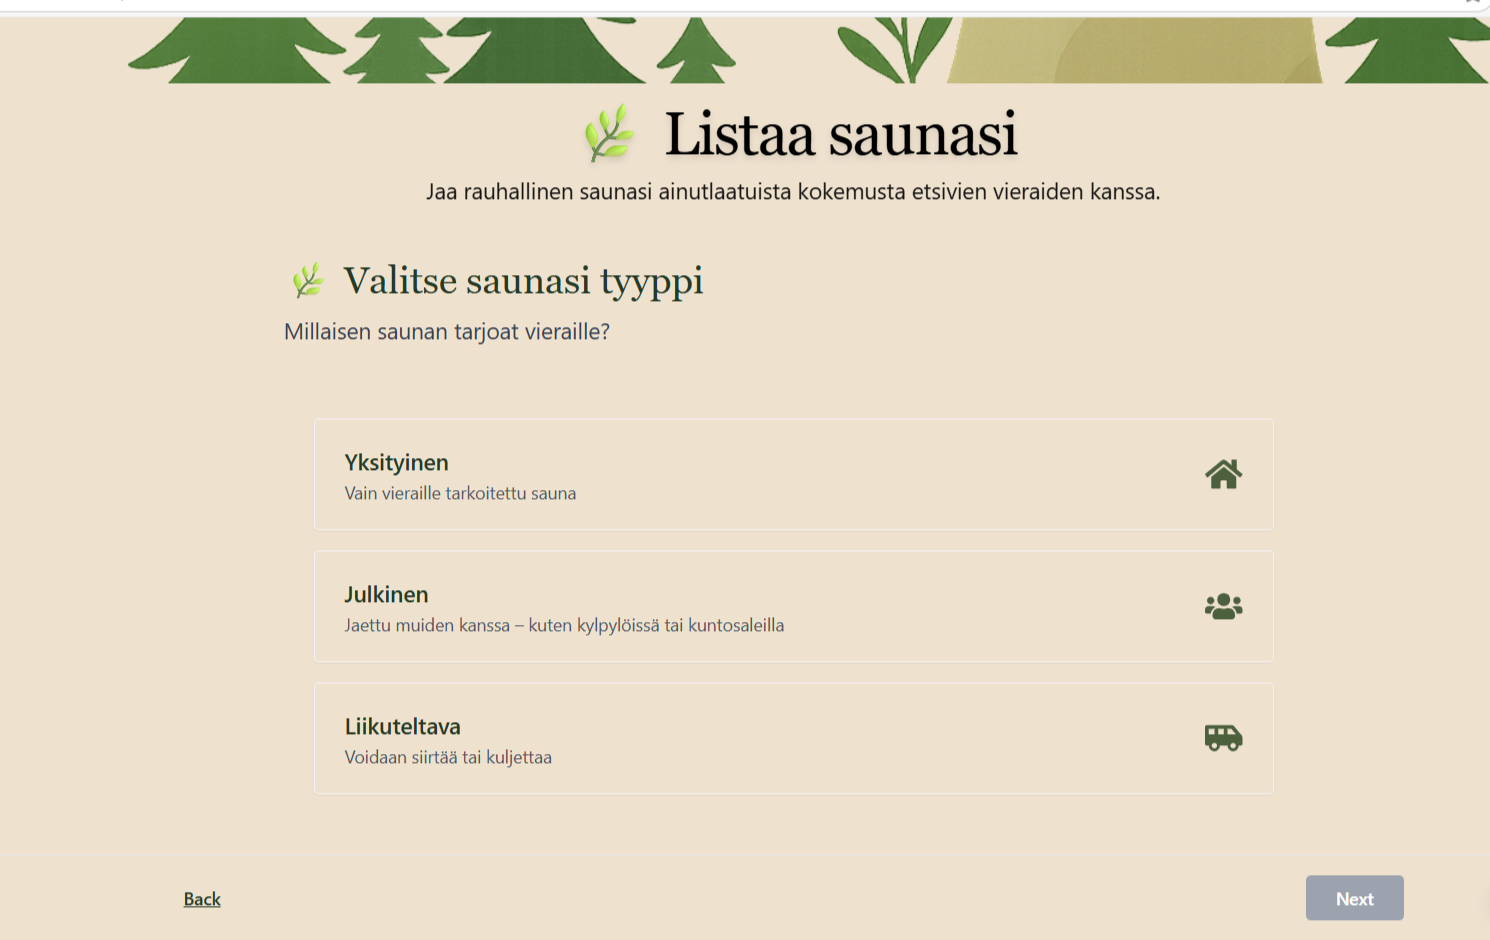 Listaa saunasi
Jaa rauhallinen saunasi ainutlaatuista kokemusta etsivien vieraiden kanssa.
Valitse saunasi tyyppi
Millaisen saunan tarjoat vieraille?
Yksityinen
Vain vieraille tarkoitettu sauna
Julkinen
Jaettu muiden kanssa – kuten kylpylöissä tai kuntosaleilla
Liikuteltava
Voidaan siirtää tai kuljettaa
Back
Next